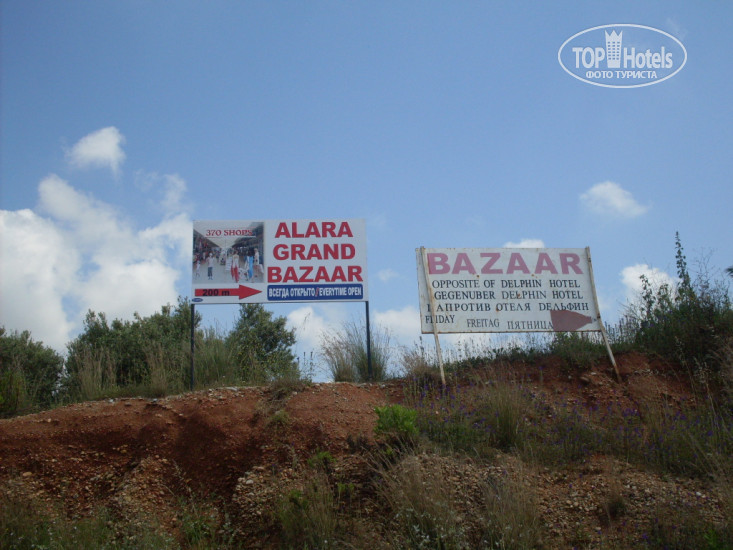 TOP Hotels
ФОТО ТУРИСТА
370 SHOPS
200 m
ALARA
GRAND
BAZAAR
ВСЕГДА ОТКРЫТО/EVERYTIME OPEN
BAZAAR
OPPOSITE OF DELPHIN HOTEL
GEGENUBER DELPHIN HOTEL
НАПРОТИВ ОТЕЛЯ ДЕЛЬФИН
FRIDAY FREITAG ПЯТНИЦА